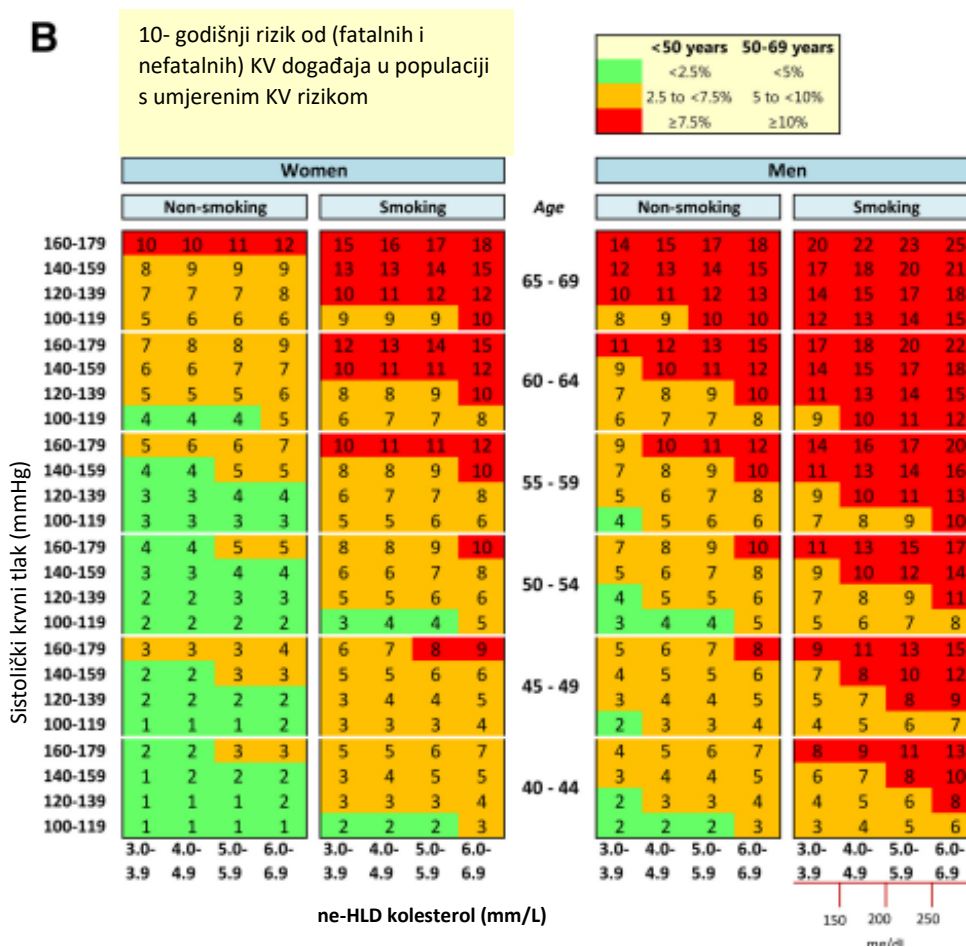 B
10- godišnji rizik od (fatalnih i
nefatalnih) KV događaja u populaciji
s umjerenim KV rizikom
<50 years 50-69 years
<2.5% <5%
2.5 to <7.5% 5 to <10%
≥7.5% ≥10%
Women Men
Non-smoking Smoking Age Non-smoking Smoking
Sistolički krvni tlak (mmHg)
160-179 10 10 11 12 15 16 17 18 14 15 17 18 20 22 23 25
140-159 8 9 9 9 13 13 14 15 12 13 14 15 17 18 20 21
65 - 69
120-139 7 7 7 8 10 11 12 12 10 11 12 13 14 15 17 18
100-119 5 6 6 6 9 9 9 10 8 9 10 10 12 13 14 15
160-179 7 8 8 9 12 13 14 15 11 12 13 15 17 18 20 22
140-159 6 6 7 7 10 11 11 12 9 10 11 12 14 15 17 18
60 - 64
120-139 5 5 5 6 8 8 9 10 7 8 9 10 11 13 14 15
100-119 4 4 4 5 6 7 7 8 6 7 7 8 9 10 11 12
160-179 5 6 6 7 10 11 11 12 9 10 11 12 14 16 17 20
140-159 4 4 5 5 8 8 9 10 7 8 9 10 11 13 14 16
55 - 59
120-139 3 3 4 4 6 7 7 8 5 6 7 8 9 10 11 13
100-119 3 3 3 3 5 5 6 6 4 5 6 6 7 8 9 10
160-179 4 4 5 5 8 8 9 10 7 8 9 10 11 13 15 17
140-159 3 3 4 4 6 6 7 8 5 6 7 8 9 10 12 14
50 - 54
120-139 2 2 3 3 5 5 6 6 4 5 5 6 7 8 9 11
100-119 2 2 2 2 3 4 4 5 3 4 4 5 5 6 7 8
160-179 3 3 3 4 6 7 8 9 5 6 7 8 9 11 13 15
140-159 2 2 3 3 5 5 6 6 4 5 5 6 7 8 10 12
45 - 49
120-139 2 2 2 2 3 4 4 5 3 4 4 5 5 7 8 9
100-119 1 1 1 2 3 3 3 4 2 3 3 4 4 5 6 7
160-179 2 2 3 3 5 5 6 7 4 5 6 7 8 9 11 13
140-159 1 2 2 2 3 4 5 5 3 4 4 5 6 7 8 10
40 - 44
120-139 1 1 1 2 3 3 3 4 2 3 3 4 4 5 6 8
100-119 1 1 1 1 2 2 2 3 2 2 2 3 3 4 5 6
3.0- 4.0- 5.0- 6.0- 3.0- 4.0- 5.0- 6.0- 3.0- 4.0- 5.0- 6.0- 3.0- 4.0- 5.0- 6.0-
3.9 4.9 5.9 6.9 3.9 4.9 5.9 6.9 3.9 4.9 5.9 6.9 3.9 4.9 5.9 6.9
ne-HLD kolesterol (mm/L)
150 200 250
mg/dl